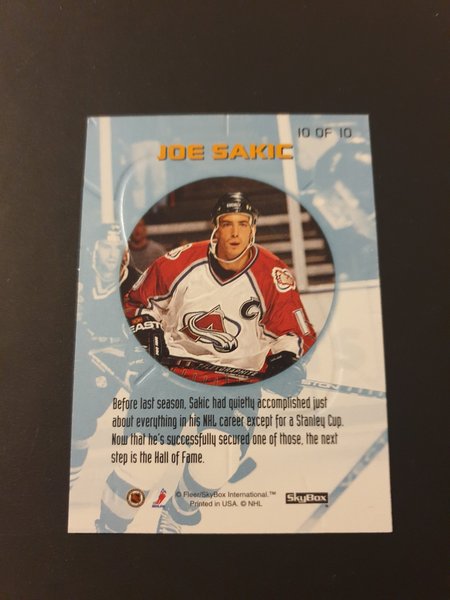 10 OF 10
JOE SAKIC
C
EAST
1
Before last season, Sakic had quietly accomplished just
about everything in his NHL career except for a Stanley Cup.
Now that he's successfully secured one of those, the next
step is the Hall of Fame.
© Fleer/SkyBox International.™
Printed in USA. © NHL
SkyBox